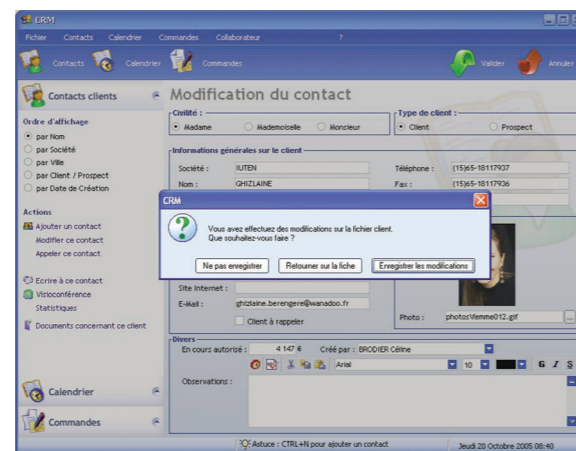 CRM
Fichier Contacts Calendrier Commandes Collaborateur ?
Contacts Calendrier Commandes Valider Annuler
Contacts clients
Ordre d'affichage
par Nom
par Société
par Ville
par Client / Prospect
par Date de Création
Actions
Ajouter un contact
Modifier ce contact
Appeler ce contact
Ecrire à ce contact
Visioconférence
Statistiques
Documents concernant ce client
Calendrier
Commandes
Modification du contact
Civilité :
Madame Mademoiselle Monsieur
Type de client :
Client Prospect
Informations générales sur le client
Société : IUTEN
Téléphone : (15)65-18117937
Nom : GHIZLAINE
Fax : (15)65-18117936
CRM
Vous avez effectuez des modifications sur la fichier client.
Que souhaitez-vous faire ?
Ne pas enregistrer Retourner sur la fiche Enregistrer les modifications
Site Internet :
E-Mail : ghizlaine.berengere@wanadoo.fr
Client à rappeler
Photo : photos\femme012.gif ...
Divers
En cours autorisé : 4 147 € Créé par : BRODIER Céline
Arial 10 G I S
Observations :
Astuce : CTRL+N pour ajouter un contact
Jeudi 20 Octobre 2005 08:40